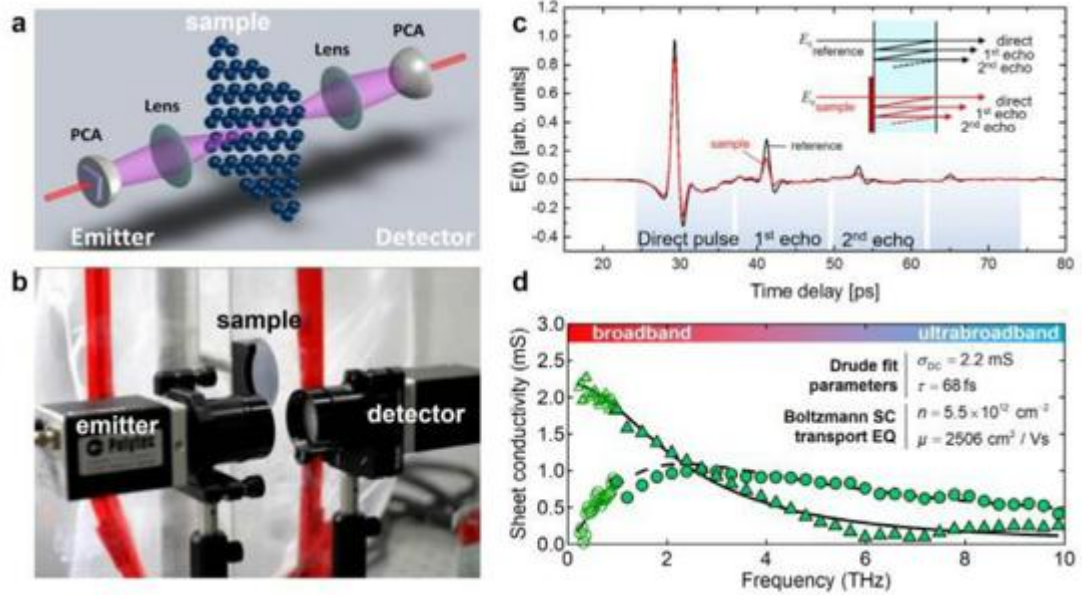 a
sample
PCA
Lens
Lens
PCA
Emitter
Detector
b
sample
emitter
detector
Polytec
c
E(t) [arb. units]
1.2
1.0
0.8
0.6
0.4
0.2
0.0
-0.2
-0.4
E₀
reference
direct
1st echo
2nd echo
E₀
sample
direct
1st echo
2nd echo
sample
reference
Direct pulse
1st echo
2nd echo
20 30 40 50 60 70 80
Time delay [ps]
d
Sheet conductivity (mS)
3.0
2.5
2.0
1.5
1.0
0.5
0.0
broadband
ultrabroadband
Drude fit
parameters
σDC = 2.2 mS
τ = 68 fs
Boltzmann SC
transport EQ
n = 5.5 × 10¹² cm⁻²
μ = 2506 cm² / Vs
0 2 4 6 8 10
Frequency (THz)